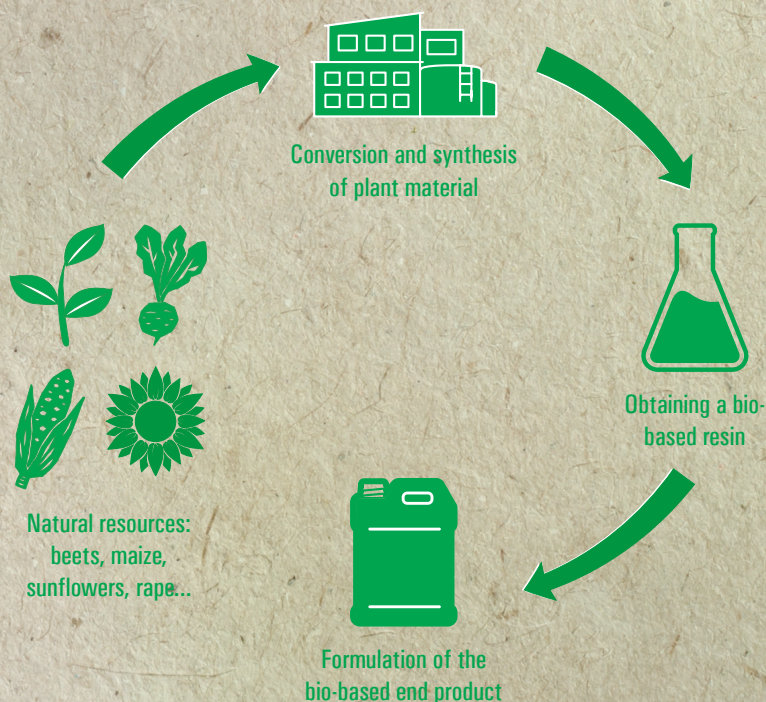 Conversion and synthesis
of plant material
Obtaining a bio-
based resin
Natural resources:
beets, maize,
sunflowers, rape...
Formulation of the
bio-based end product